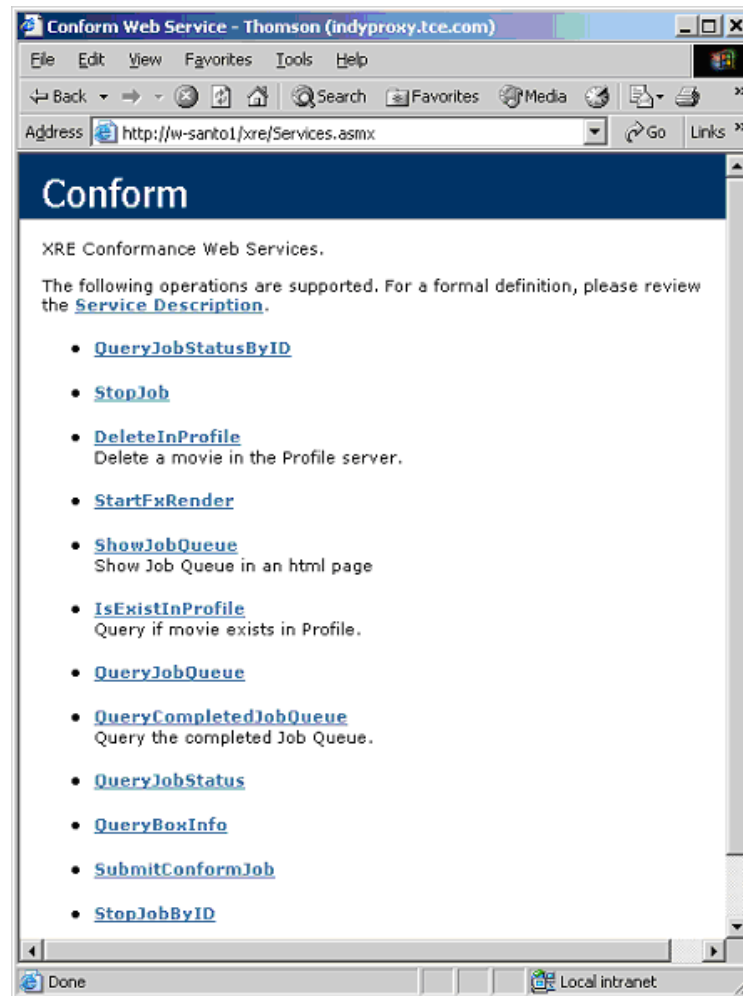 Conform Web Service - Thomson (indyproxy.tce.com)
File Edit View Favorites Tools Help
Back Search Favorites Media
Address http://w-santo1/xre/Services.asmx Go Links
Conform
XRE Conformance Web Services.
The following operations are supported. For a formal definition, please review
the Service Description.
QueryJobStatusByID
StopJob
DeleteInProfile
Delete a movie in the Profile server.
StartFxRender
ShowJobQueue
Show Job Queue in an html page
IsExistInProfile
Query if movie exists in Profile.
QueryJobQueue
QueryCompletedJobQueue
Query the completed Job Queue.
QueryJobStatus
QueryBoxInfo
SubmitConformJob
StopJobByID
Done Local intranet